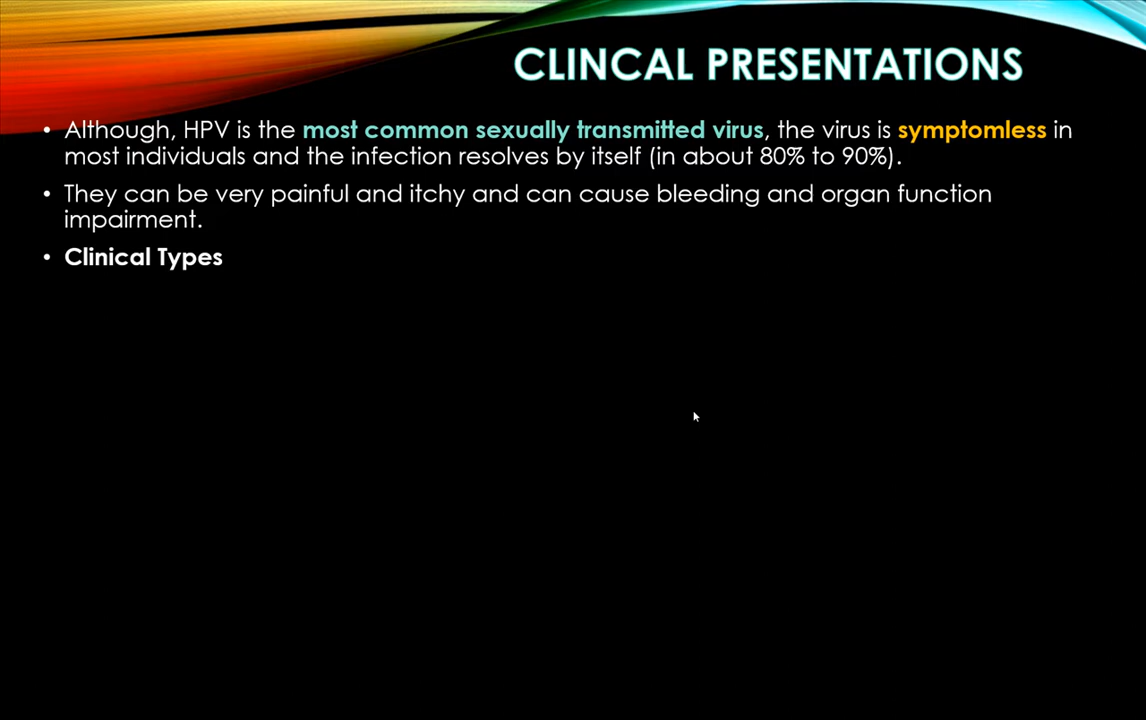 CLINCAL PRESENTATIONS
• Although, HPV is the most common sexually transmitted virus, the virus is symptomless in
most individuals and the infection resolves by itself (in about 80% to 90%).
• They can be very painful and itchy and can cause bleeding and organ function
impairment.
• Clinical Types